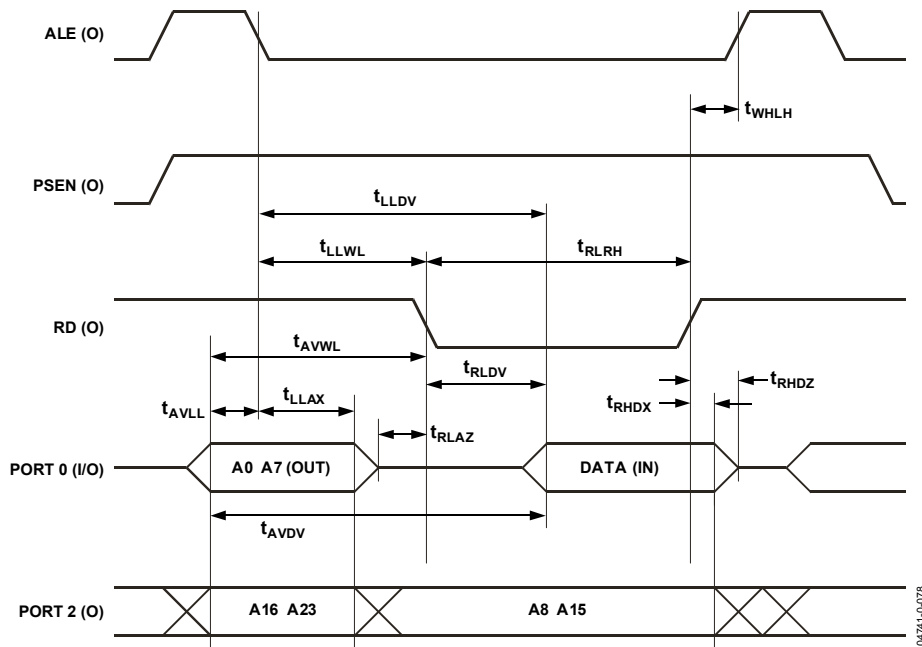 ALE (O)
tWHLH
PSEN (O)
tLLDV
tLLWL
tRLRH
RD (O)
tAVWL
tRLDV
tRHDZ
tAVLL
tLLAX
tRHDX
tRLAZ
PORT 0 (I/O)
A0 A7 (OUT)
DATA (IN)
tAVDV
PORT 2 (O)
A16 A23
A8 A15
04741-0-078